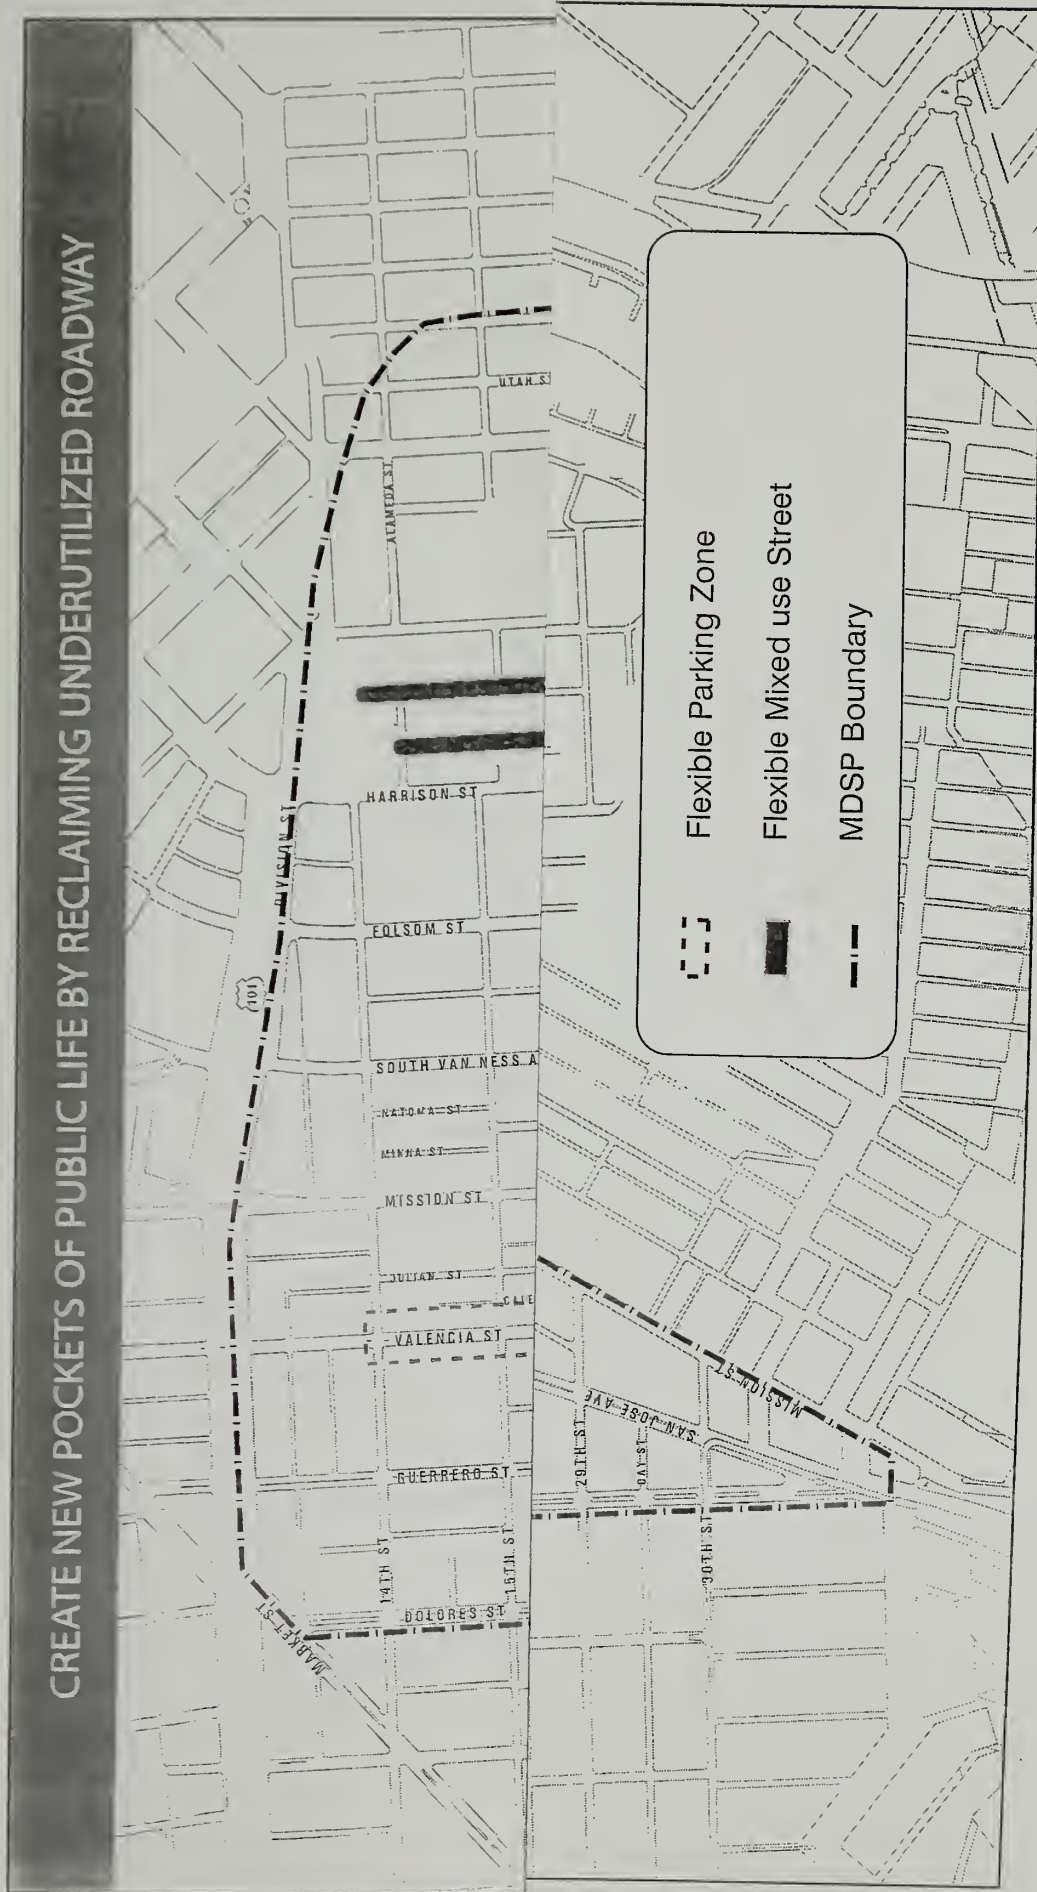 CREATE NEW POCKETS OF PUBLIC LIFE BY RECLAIMING UNDERUTILIZED ROADWAY
MARKET ST
DIVISION ST
101
14TH ST
15TH ST
DOLORES ST
GUERRERO ST
VALENCIA ST
JULIAN ST
MISSION ST
MINNA ST
NATOMA ST
SOUTH VAN NESS A
FOLSOM ST
HARRISON ST
ALAMEDA ST
UTAH S
29TH ST
DAY ST
30TH ST
SAN JOSE AVE
MISSION ST
Flexible Parking Zone
Flexible Mixed use Street
MDSP Boundary